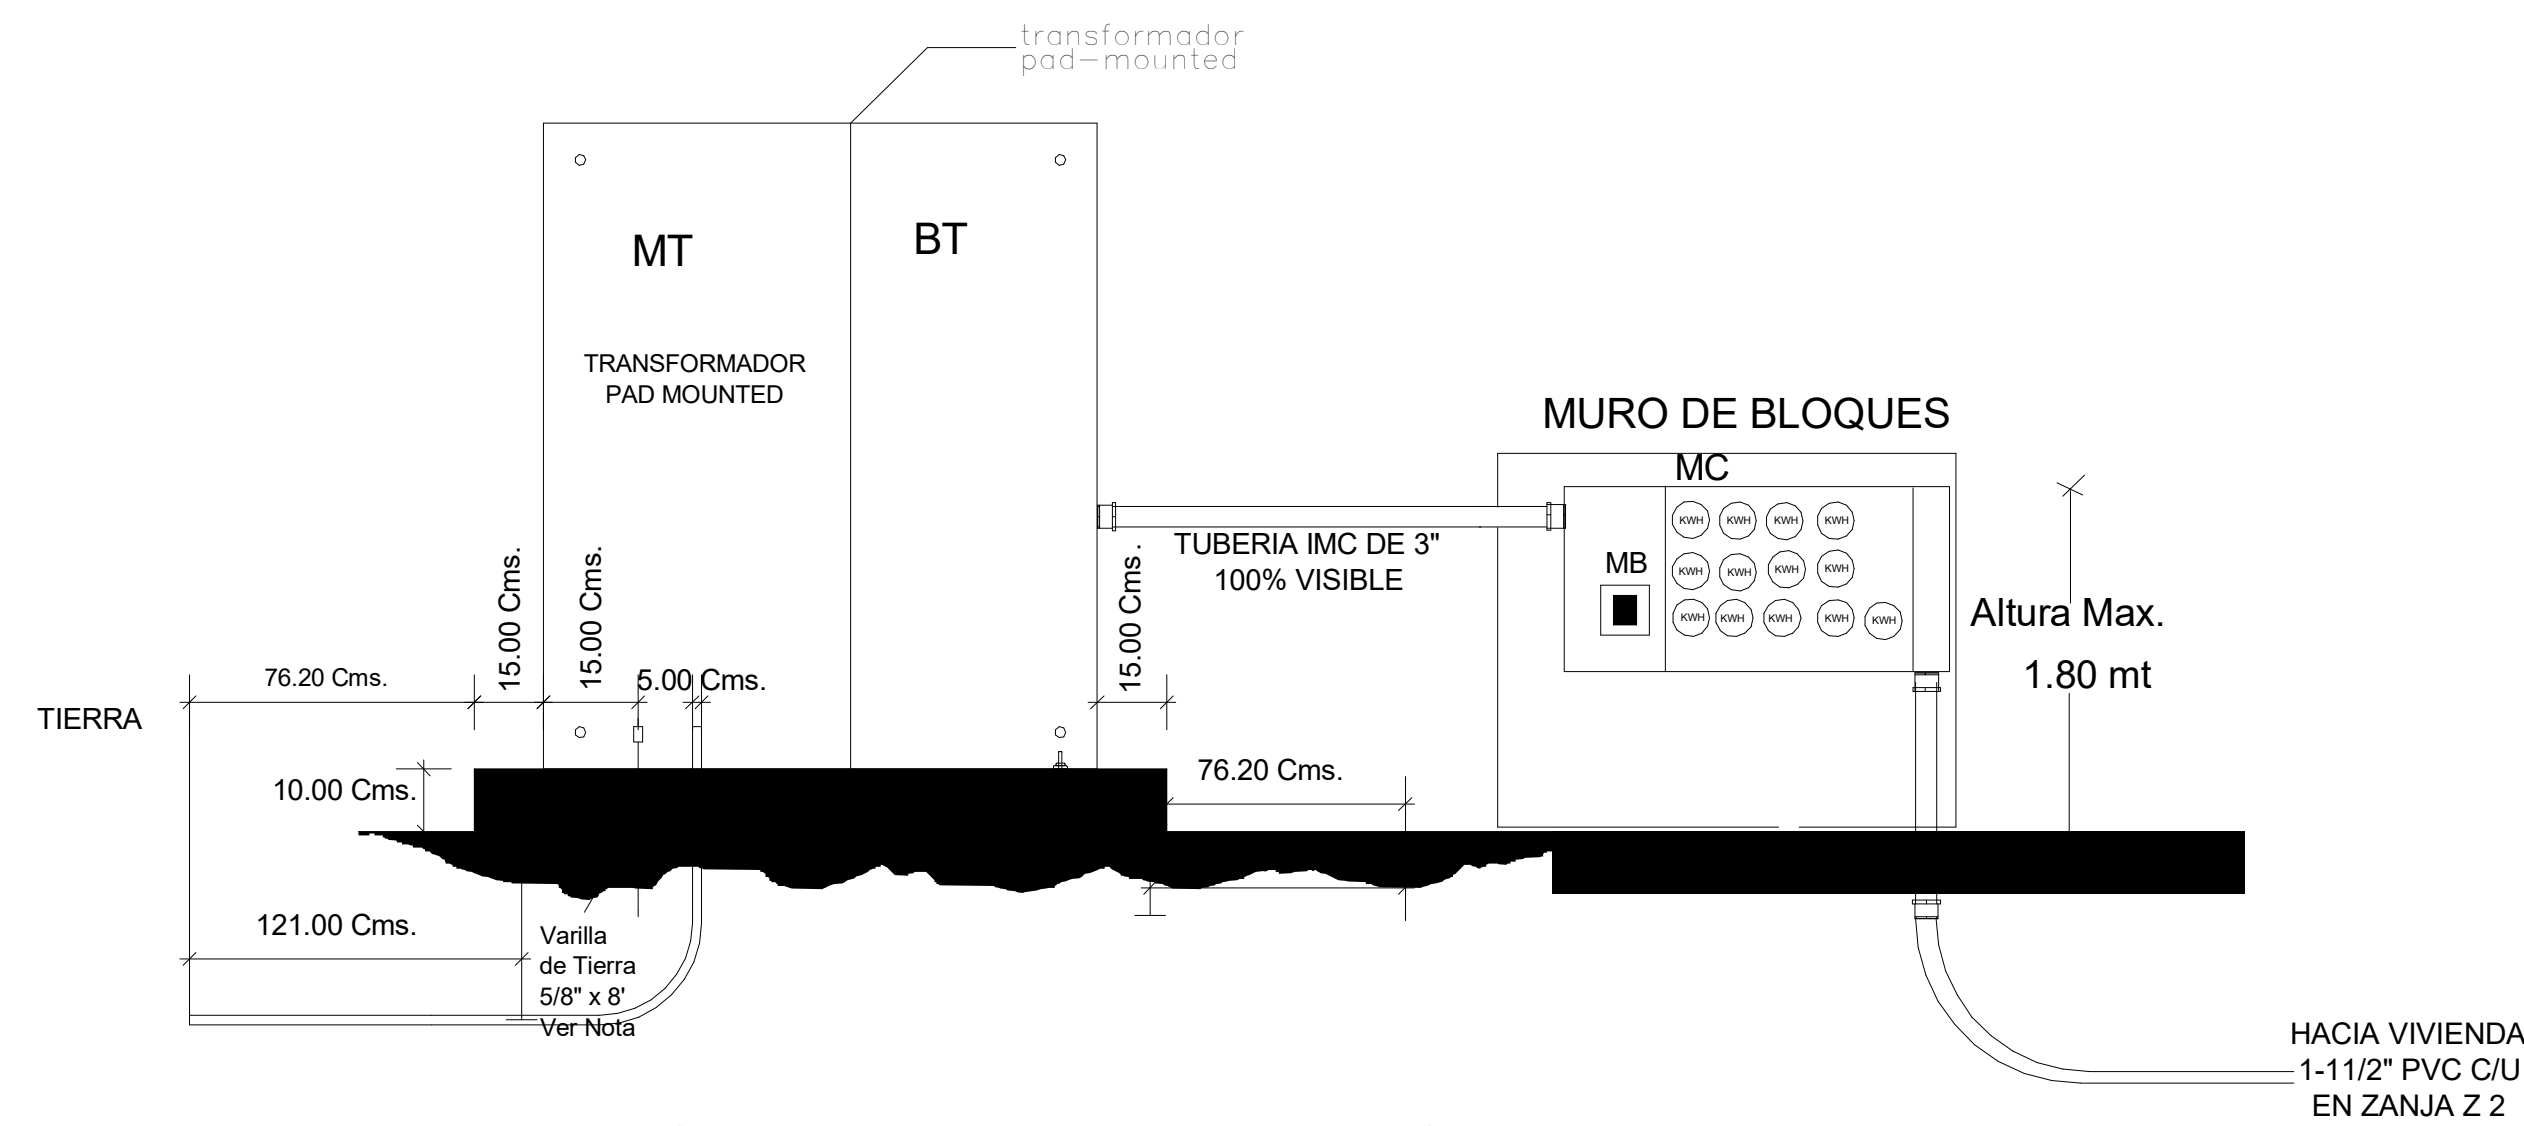 transformador
pad-mounted
MT
BT
TRANSFORMADOR
PAD MOUNTED
MURO DE BLOQUES
MC
KWH KWH KWH KWH
MB
KWH KWH KWH KWH
KWH KWH KWH KWH KWH
TUBERIA IMC DE 3"
100% VISIBLE
Altura Max.
1.80 mt
15.00 Cms.
15.00 Cms.
15.00 Cms.
76.20 Cms.
5.00 Cms.
TIERRA
10.00 Cms.
76.20 Cms.
121.00 Cms.
Varilla
de Tierra
5/8" x 8'
Ver Nota
HACIA VIVIENDA
1-11/2" PVC C/U
EN ZANJA Z 2